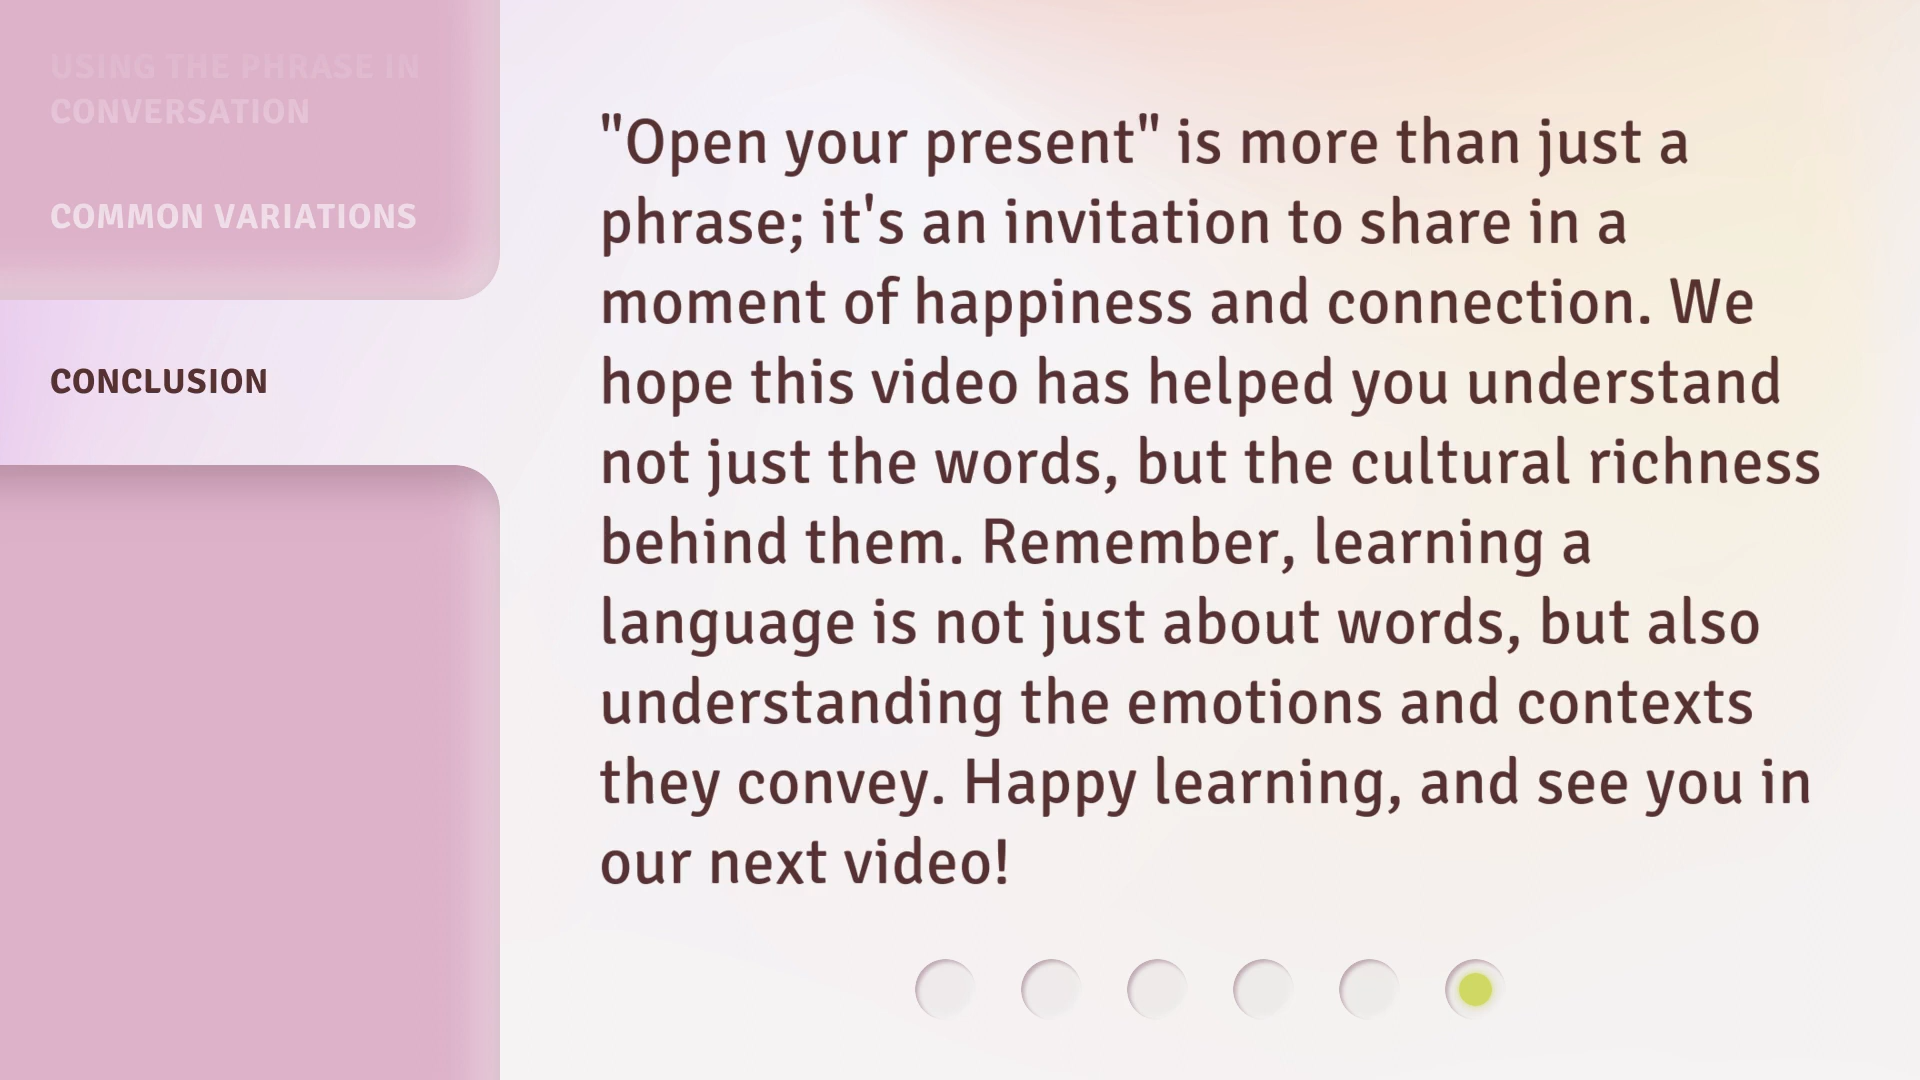 USING THE PHRASE IN
CONVERSATION
COMMON VARIATIONS
CONCLUSION
"Open your present" is more than just a
phrase; it's an invitation to share in a
moment of happiness and connection. We
hope this video has helped you understand
not just the words, but the cultural richness
behind them. Remember, learning a
language is not just about words, but also
understanding the emotions and contexts
they convey. Happy learning, and see you in
our next video!